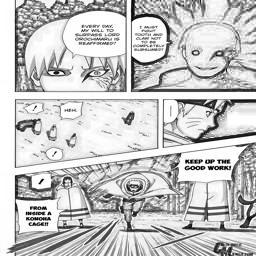 EVERY DAY,
MY WILL TO
SURPASS LORD
OROCHIMARU IS
REAFFIRMED!!
I MUST
FIGHT
TOOTH AND
CLAW NOT
TO BE
COMPLETELY
SUBSUMED!!
HEH.
!
!
!
KEEP UP THE
GOOD WORK!
FROM
INSIDE A
KONOHA
CAGE!!